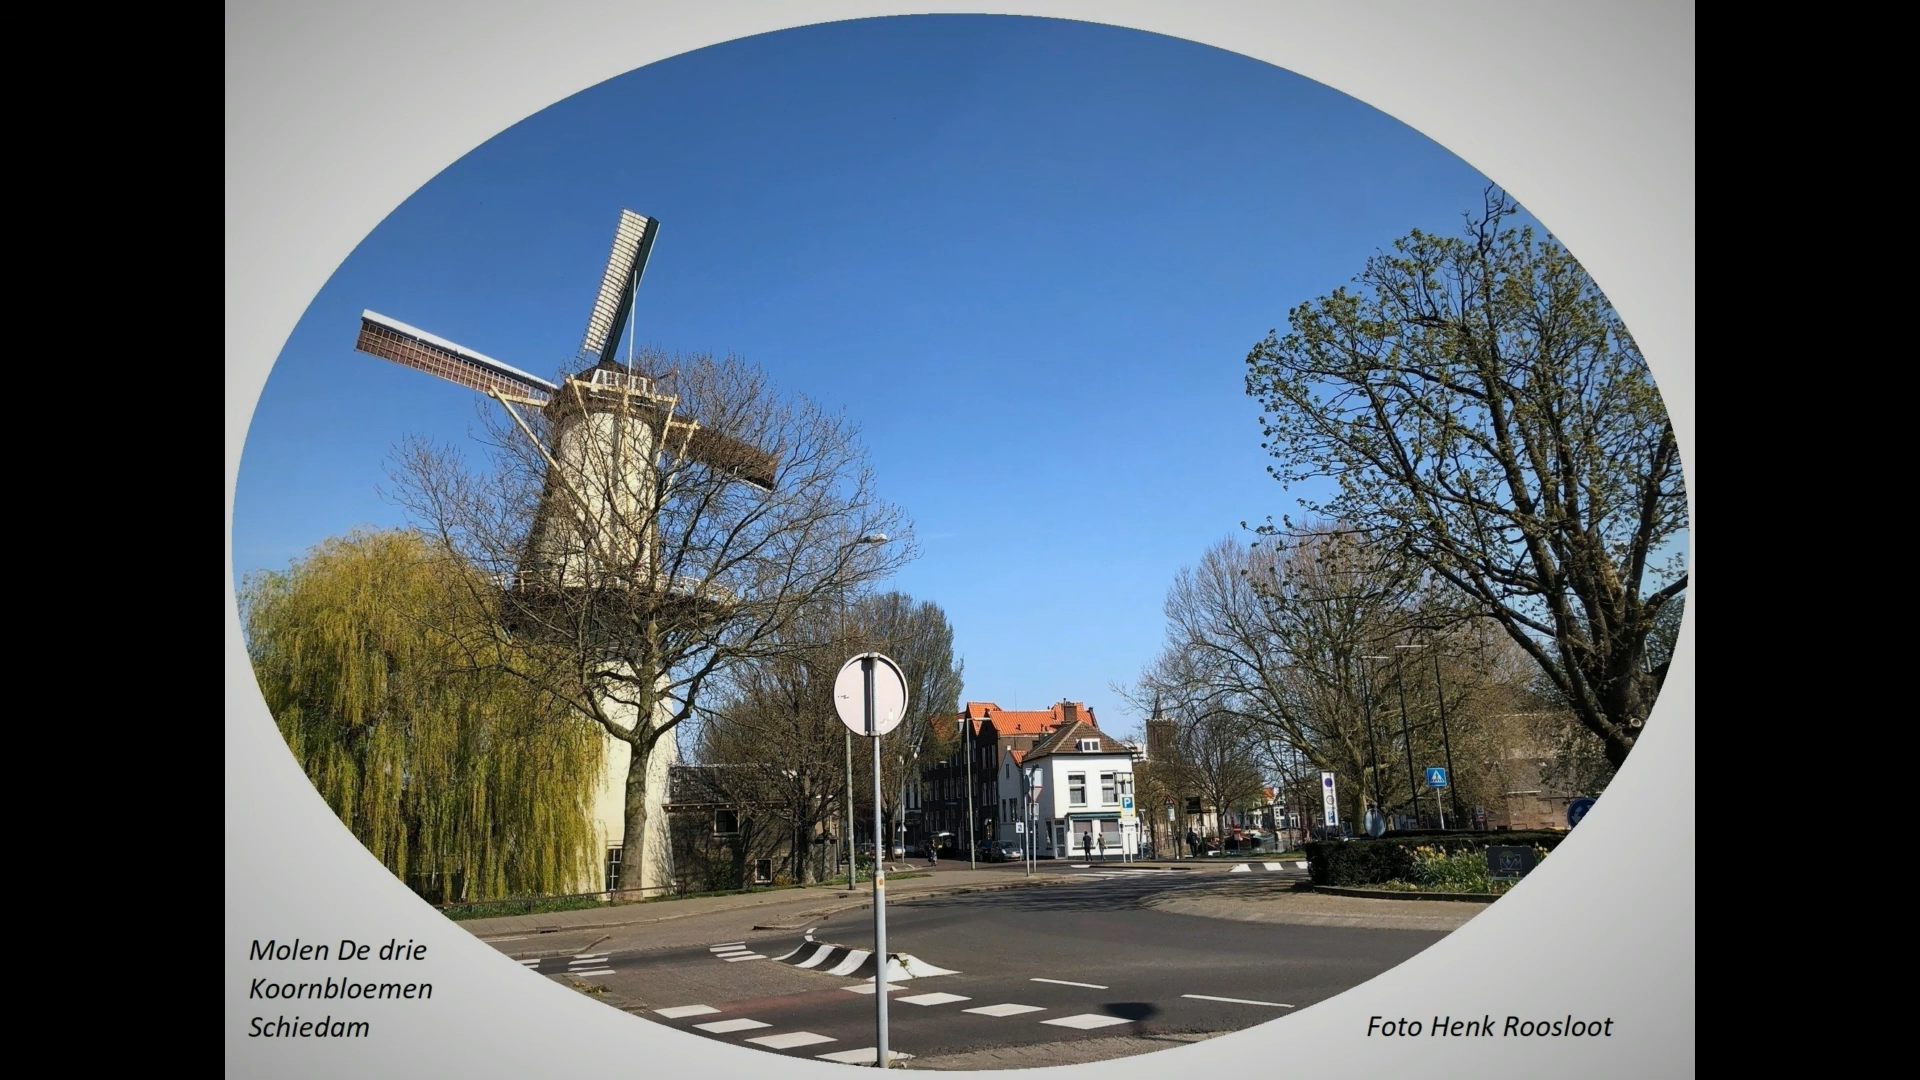 Molen De drie
Koornbloemen
Schiedam
Foto Henk Roosloot
P